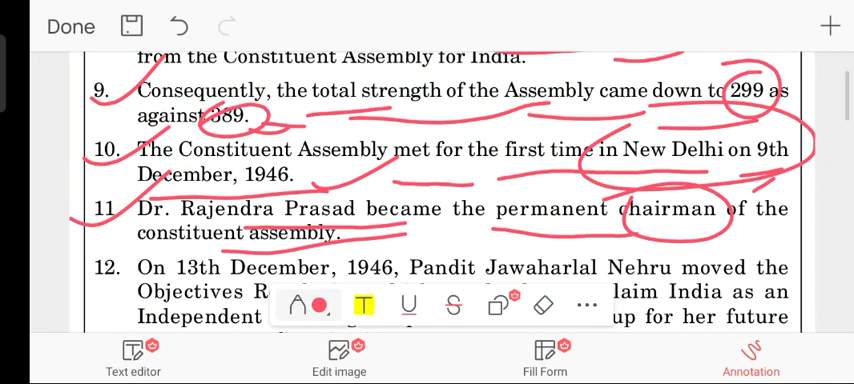 Done
from the Constituent Assembly for India.
9. Consequently, the total strength of the Assembly came down to 299 as
against 389.
10. The Constituent Assembly met for the first time in New Delhi on 9th
December, 1946.
11 Dr. Rajendra Prasad became the permanent chairman of the
constituent assembly.
12. On 13th December, 1946, Pandit Jawaharlal Nehru moved the
Objectives R laim India as an
Independent up for her future
T U S
Text editor Edit image Fill Form Annotation